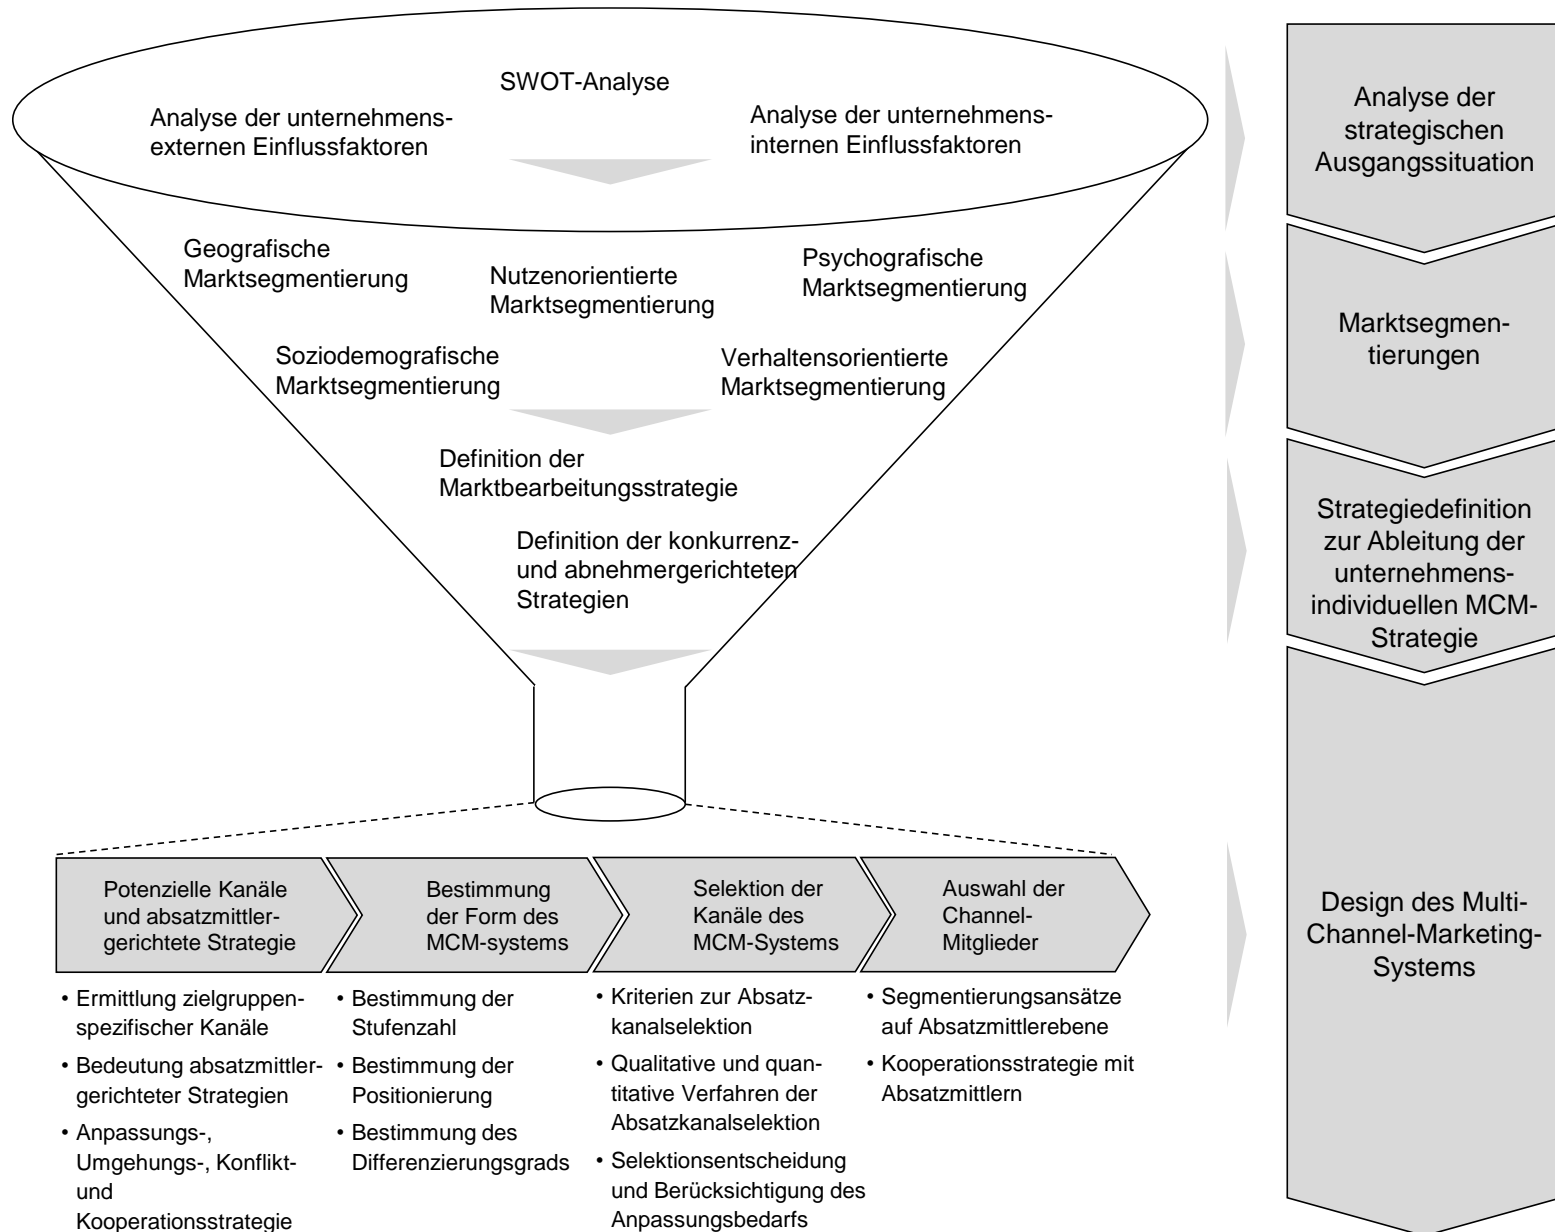 SWOT-Analyse
Analyse der unternehmens-
externen Einflussfaktoren
Analyse der unternehmens-
internen Einflussfaktoren
Geografische
Marktsegmentierung
Nutzenorientierte
Marktsegmentierung
Psychografische
Marktsegmentierung
Soziodemografische
Marktsegmentierung
Verhaltensorientierte
Marktsegmentierung
Definition der
Marktbearbeitungsstrategie
Definition der konkurrenz-
und abnehmergerichteten
Strategien
Analyse der
strategischen
Ausgangssituation
Marktsegmen-
tierungen
Strategiedefinition
zur Ableitung der
unternehmens-
individuellen MCM-
Strategie
Design des Multi-
Channel-Marketing-
Systems
Potenzielle Kanäle
und absatzmittler-
gerichtete Strategie
Bestimmung
der Form des
MCM-systems
Selektion der
Kanäle des
MCM-Systems
Auswahl der
Channel-
Mitglieder
• Ermittlung zielgruppen-
spezifischer Kanäle
• Bedeutung absatzmittler-
gerichteter Strategien
• Anpassungs-,
Umgehungs-, Konflikt-
und
Kooperationsstrategie
• Bestimmung der
Stufenzahl
• Bestimmung der
Positionierung
• Bestimmung des
Differenzierungsgrads
• Kriterien zur Absatz-
kanalselektion
• Qualitative und quan-
titative Verfahren der
Absatzkanalselektion
• Selektionsentscheidung
und Berücksichtigung des
Anpassungsbedarfs
• Segmentierungsansätze
auf Absatzmittlerebene
• Kooperationsstrategie mit
Absatzmittlern